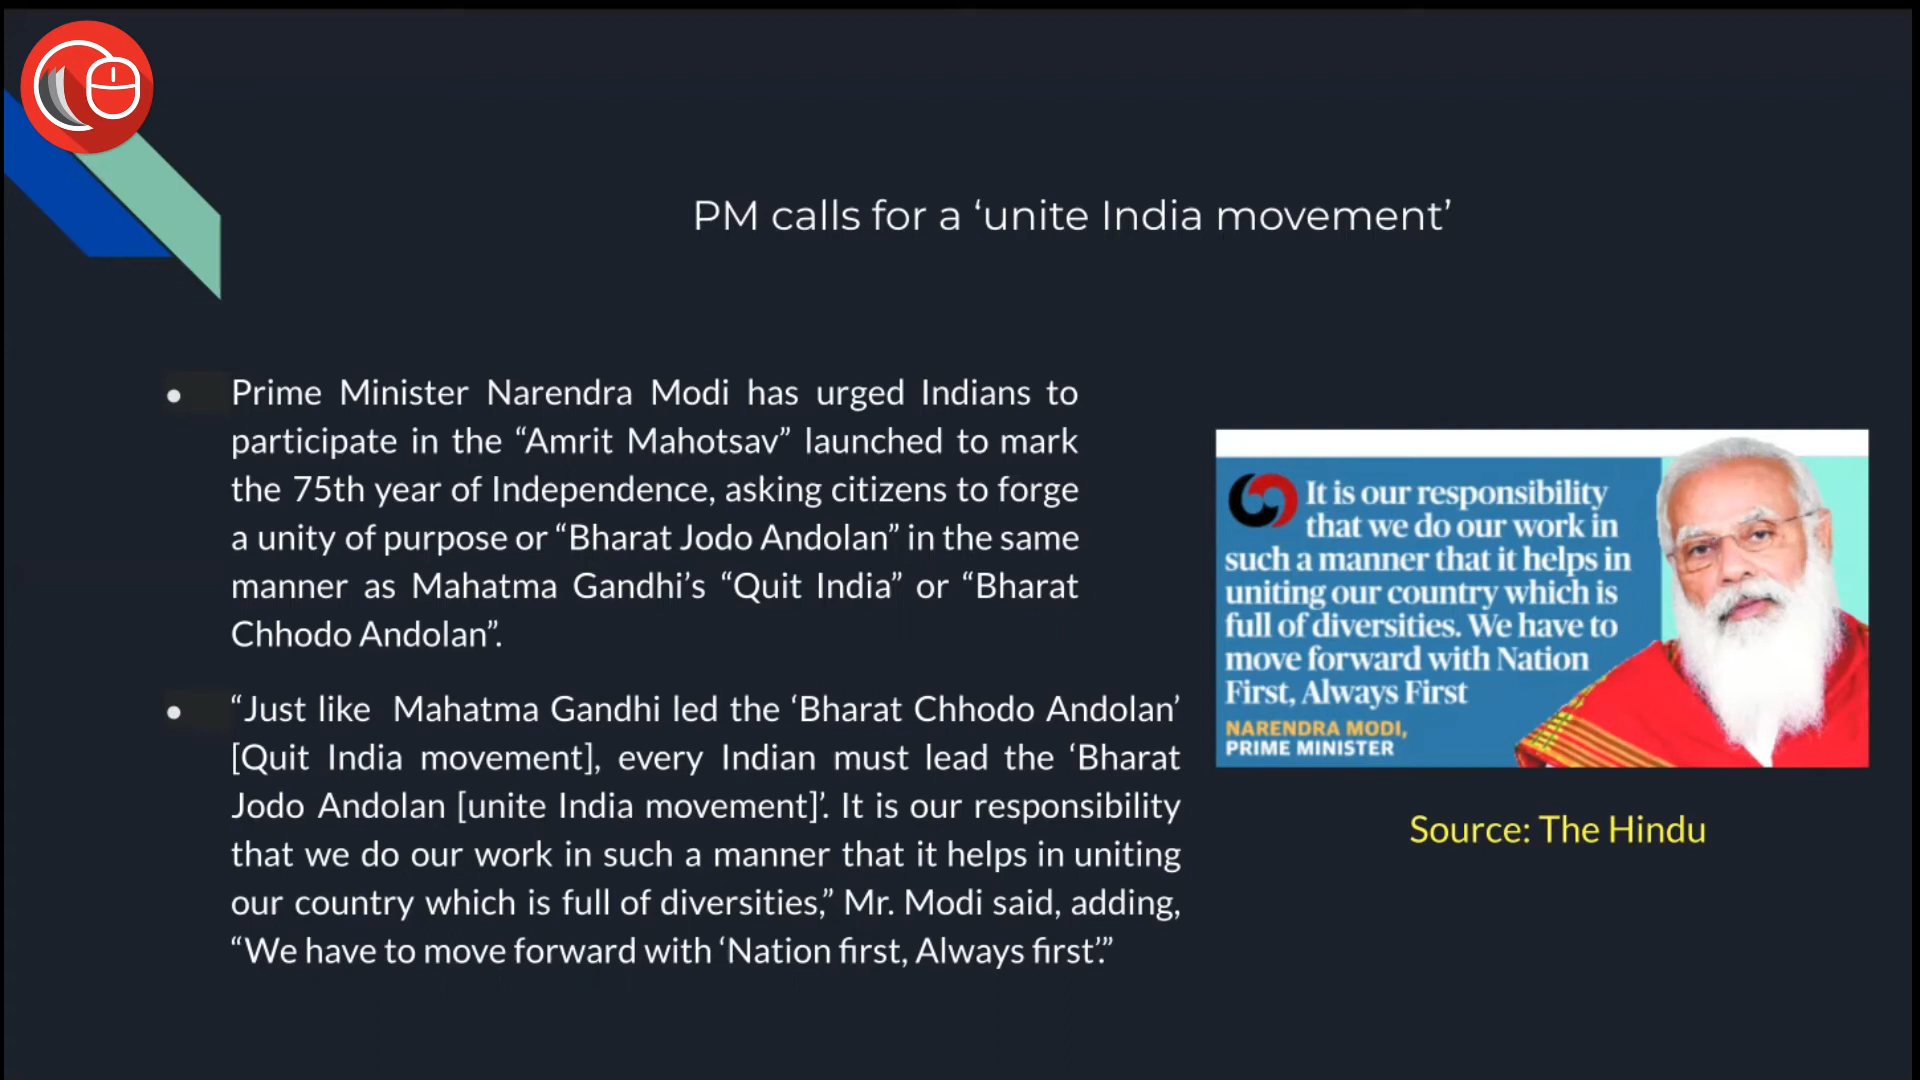 PM calls for a ‘unite India movement’
● Prime Minister Narendra Modi has urged Indians to
participate in the “Amrit Mahotsav” launched to mark
the 75th year of Independence, asking citizens to forge
a unity of purpose or “Bharat Jodo Andolan” in the same
manner as Mahatma Gandhi’s “Quit India” or “Bharat
Chhodo Andolan”.
● “Just like Mahatma Gandhi led the ‘Bharat Chhodo Andolan’
[Quit India movement], every Indian must lead the ‘Bharat
Jodo Andolan [unite India movement]’. It is our responsibility
that we do our work in such a manner that it helps in uniting
our country which is full of diversities,” Mr. Modi said, adding,
“We have to move forward with ‘Nation first, Always first’.”
It is our responsibility
that we do our work in
such a manner that it helps in
uniting our country which is
full of diversities. We have to
move forward with Nation
First, Always First
NARENDRA MODI,
PRIME MINISTER
Source: The Hindu